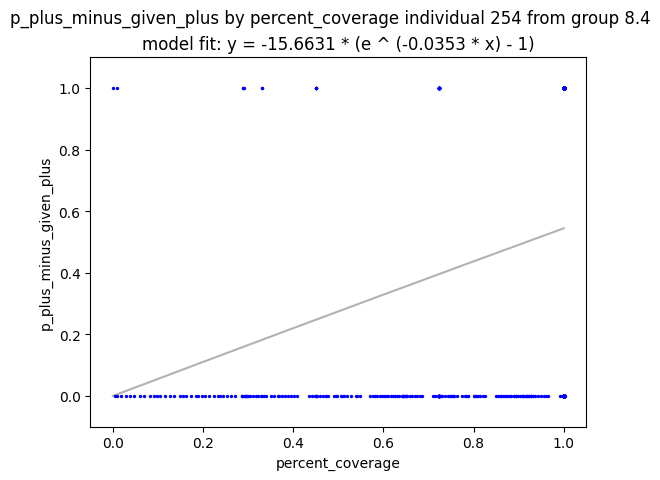 p_plus_minus_given_plus by percent_coverage individual 254 from group 8.4
model fit: y = -15.6631 * (e ^ (-0.0353 * x) - 1)
1.0
0.8
0.6
0.4
0.2
0.0
p_plus_minus_given_plus
0.0 0.2 0.4 0.6 0.8 1.0
percent_coverage